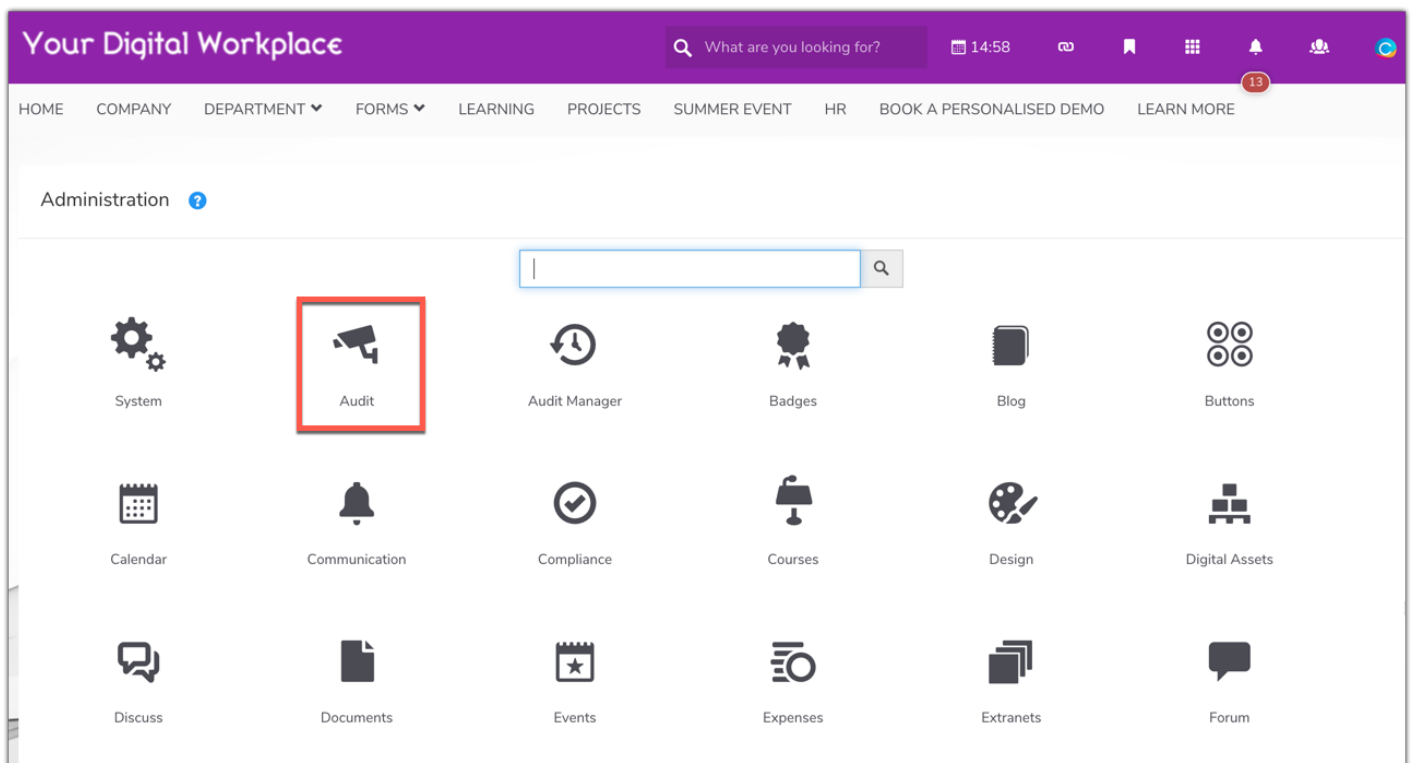 Your Digital Workplace
What are you looking for?
14:58
13
HOME COMPANY DEPARTMENT FORMS LEARNING PROJECTS SUMMER EVENT HR BOOK A PERSONALISED DEMO LEARN MORE
Administration ?
System Audit Audit Manager Badges Blog Buttons
Calendar Communication Compliance Courses Design Digital Assets
Discuss Documents Events Expenses Extranets Forum